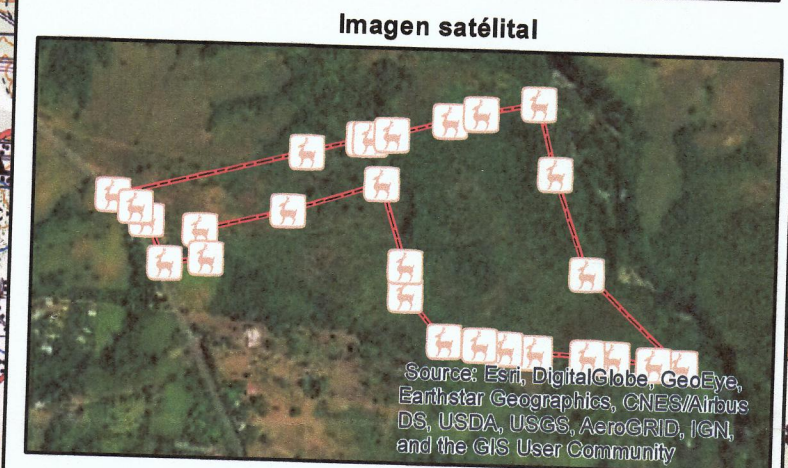 Imagen satélital
Source: Esri, DigitalGlobe, GeoEye,
Earthstar Geographics, CNES/Airbus
DS, USDA, USGS, AeroGRID, IGN,
and the GIS User Community